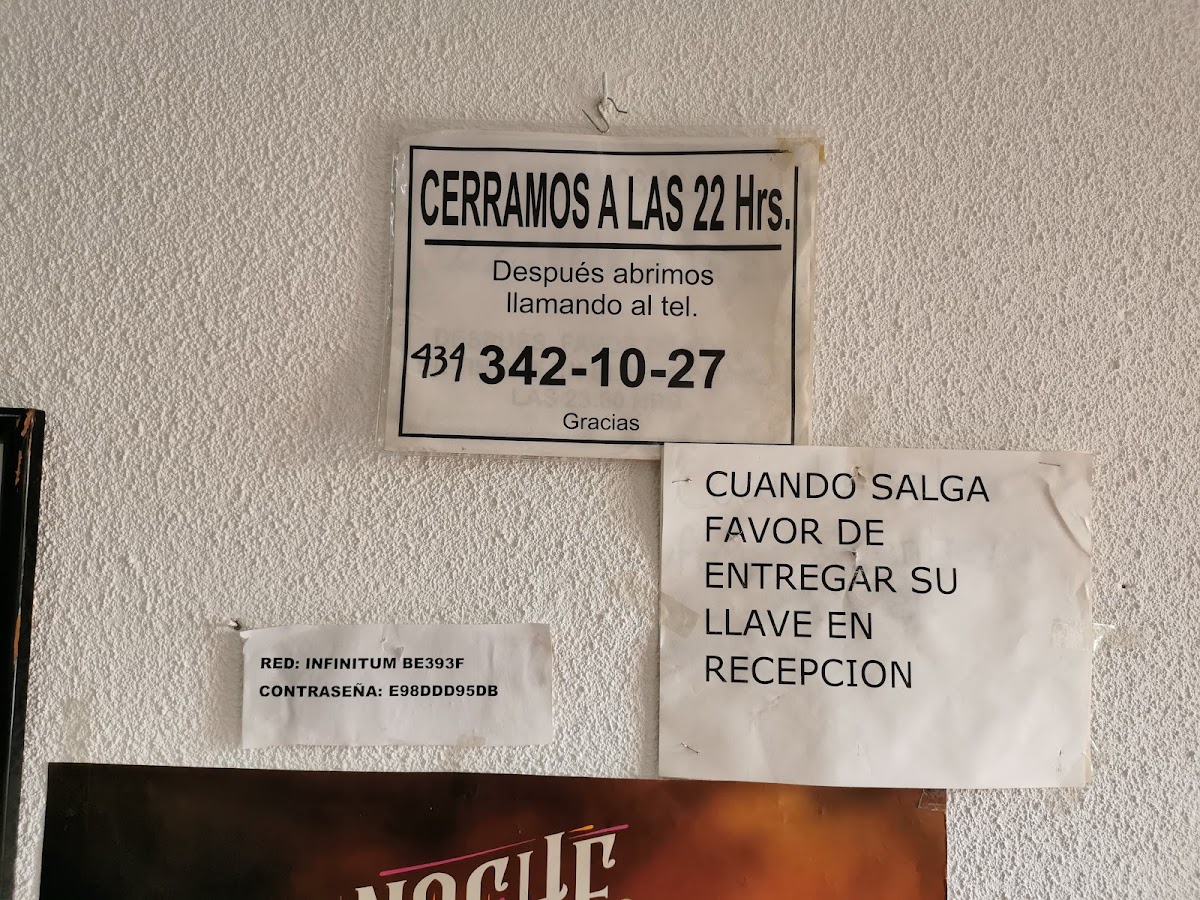 CERRAMOS A LAS 22 Hrs.
Después abrimos
llamando al tel.
434 342-10-27
Gracias
CUANDO SALGA
FAVOR DE
ENTREGAR SU
LLAVE EN
RECEPCION
RED: INFINITUM BE393F
CONTRASEÑA: E98DDD95DB
NOCHE